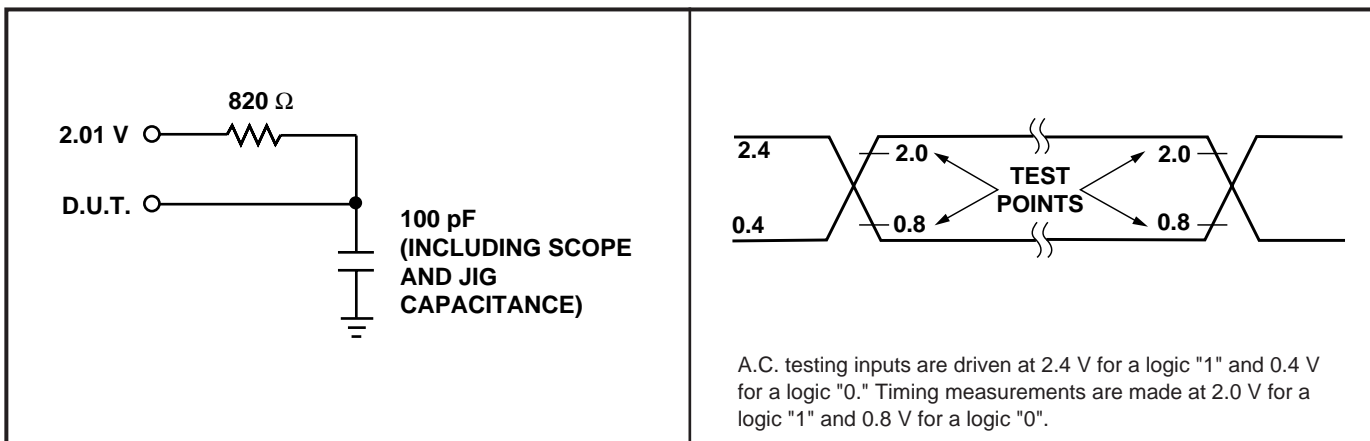 820 Ω
2.01 V
D.U.T.
100 pF
(INCLUDING SCOPE
AND JIG
CAPACITANCE)
2.4
2.0
TEST
POINTS
2.0
0.4
0.8
0.8
A.C. testing inputs are driven at 2.4 V for a logic "1" and 0.4 V
for a logic "0." Timing measurements are made at 2.0 V for a
logic "1" and 0.8 V for a logic "0".